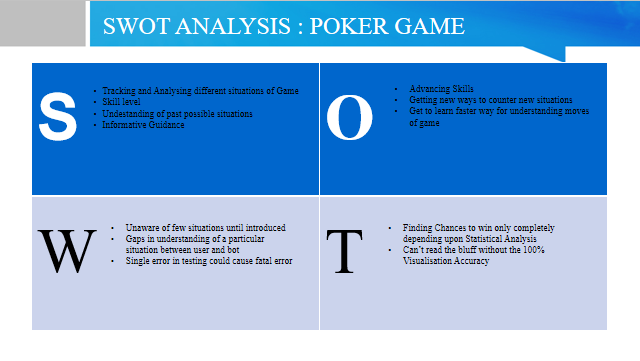 SWOT ANALYSIS : POKER GAME
S
• Tracking and Analysing different situations of Game
• Skill level
• Undestanding of past possible situations
• Informative Guidance
O
• Advancing Skills
• Getting new ways to counter new situations
• Get to learn faster way for understanding moves
of game
W
• Unaware of few situations until introduced
• Gaps in understanding of a particular
situation between user and bot
• Single error in testing could cause fatal error
T
• Finding Chances to win only completely
depending upon Statistical Analysis
• Can't read the bluff without the 100%
Visualisation Accuracy